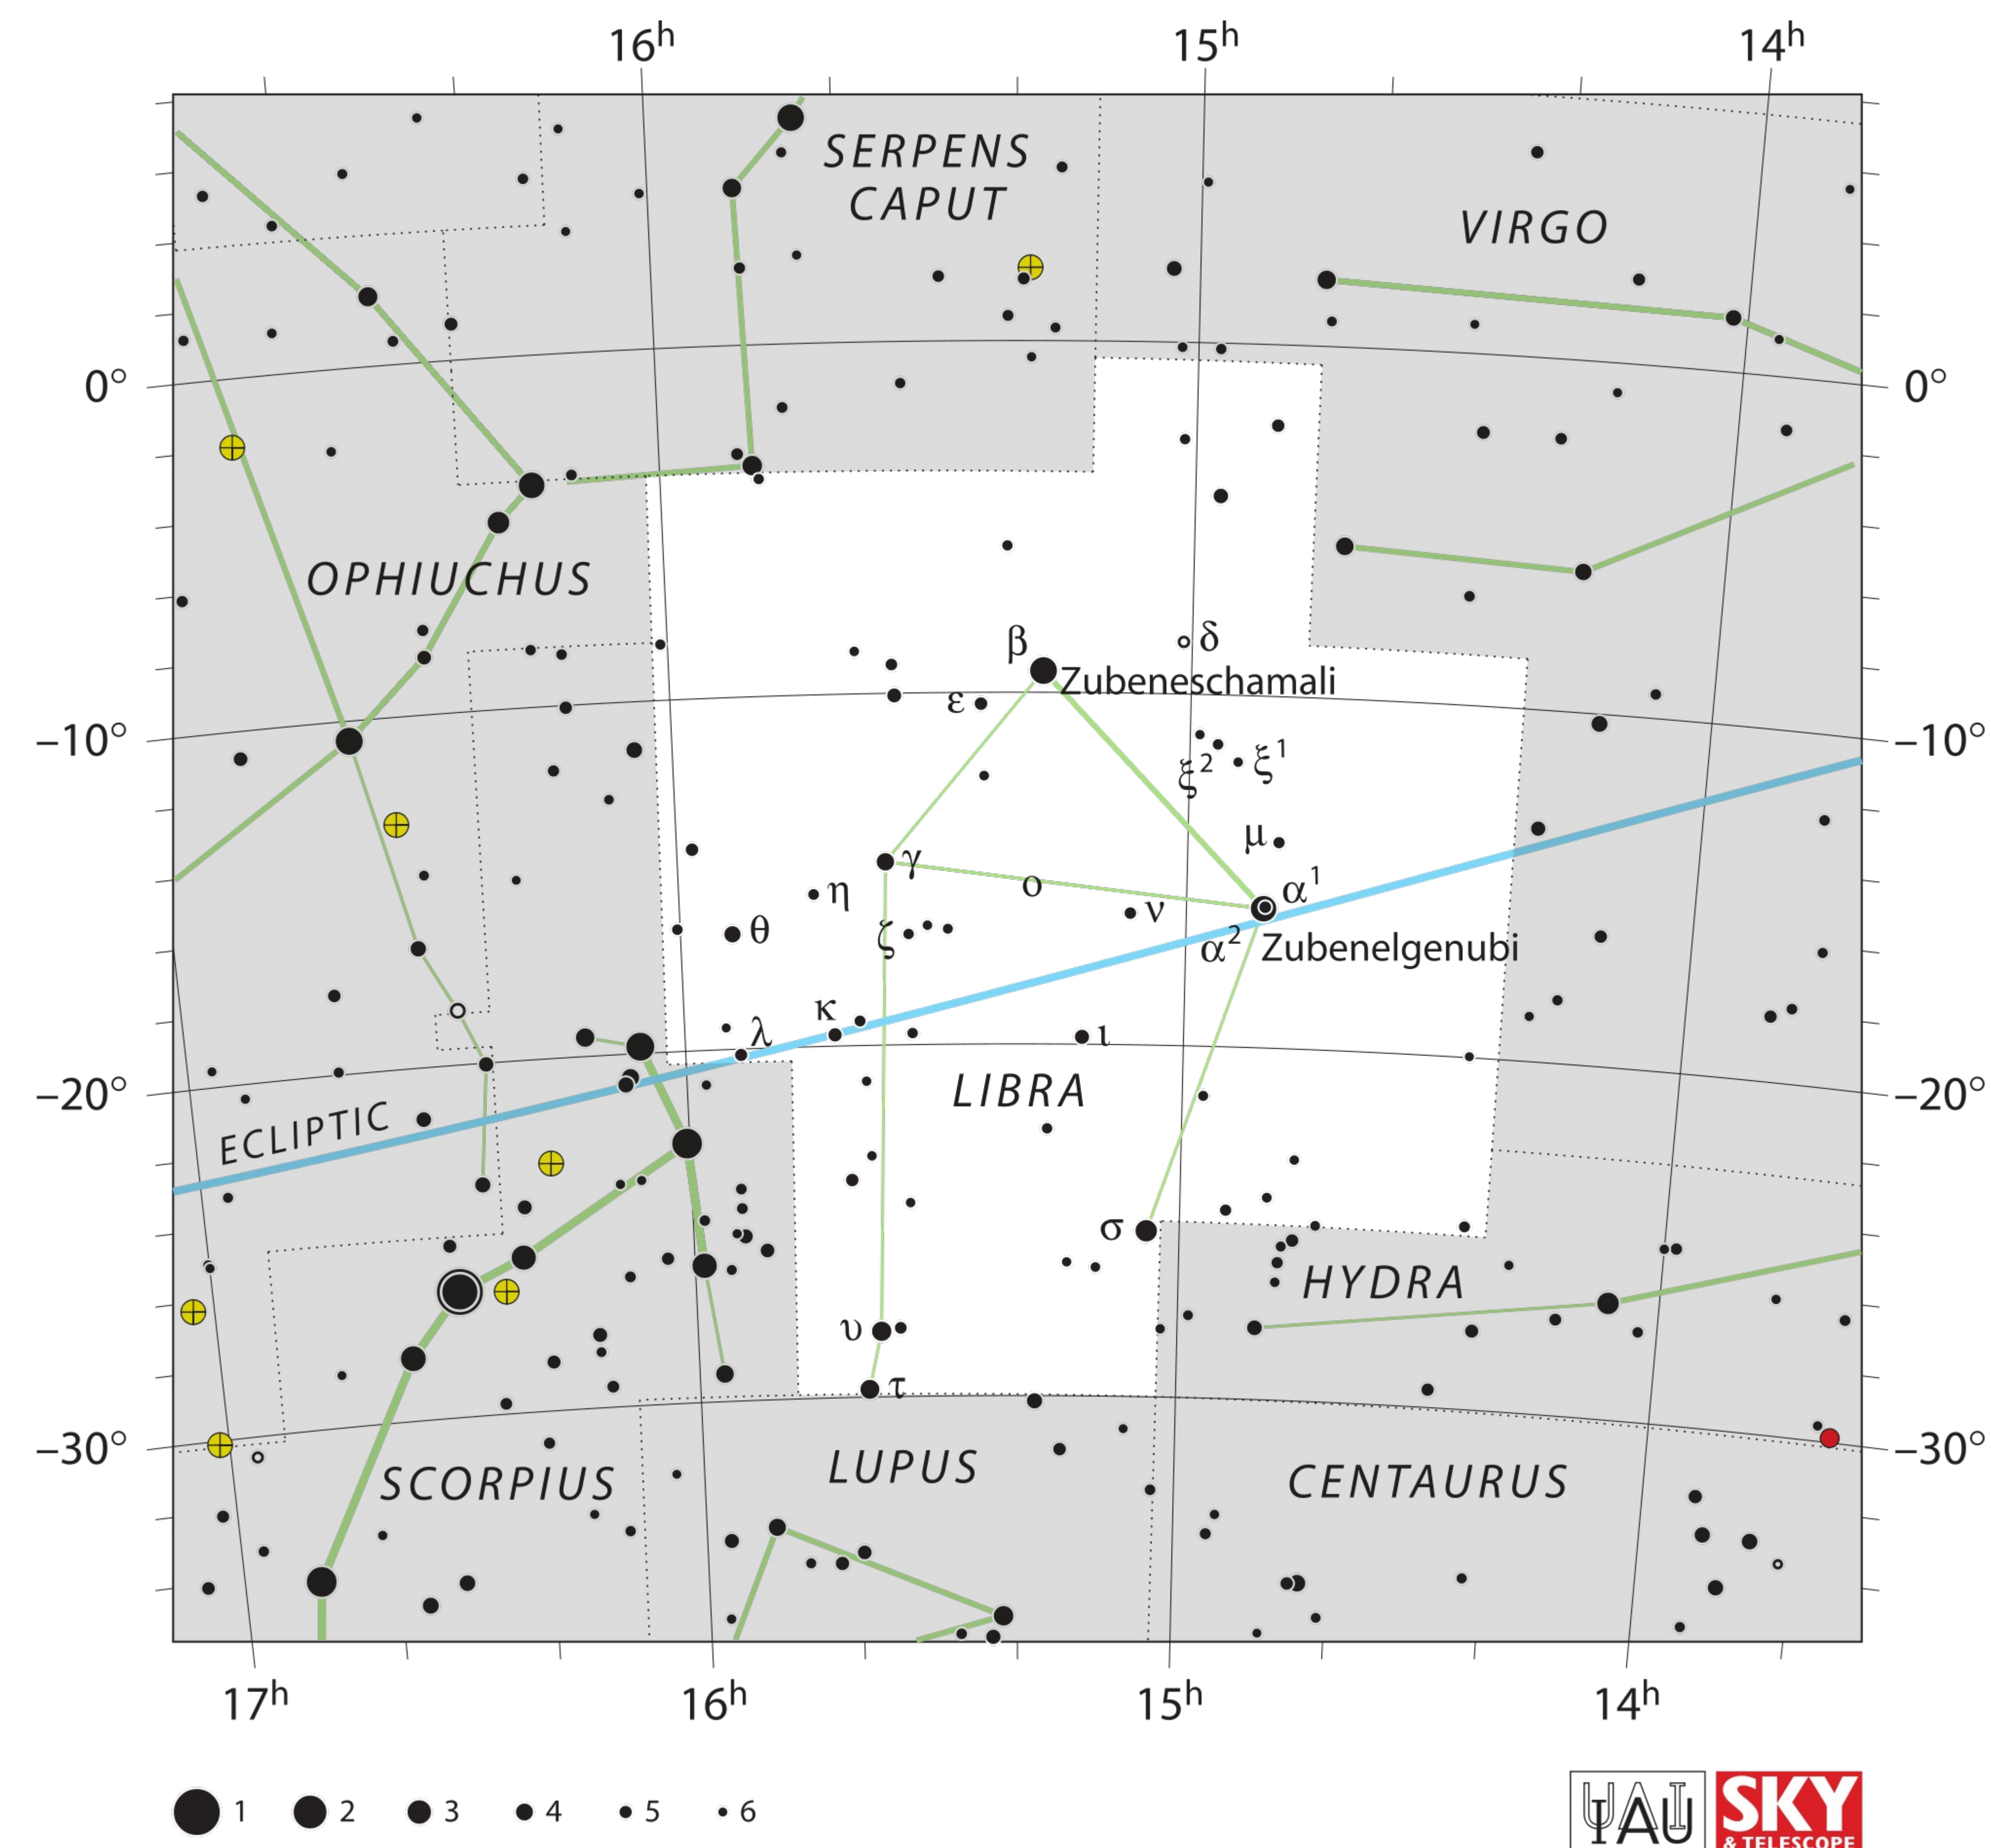 16h 15h 14h
SERPENS
CAPUT
VIRGO
0° 0°
OPHIUCHUS
β δ
Zubeneschamali
ε
−10° −10°
ξ2 ξ1
μ
γ
η ο α1
θ ζ ν
α2 Zubenelgenubi
κ
λ ι
LIBRA
−20° −20°
ECLIPTIC
σ
HYDRA
υ
τ
−30° −30°
SCORPIUS LUPUS CENTAURUS
17h 16h 15h 14h
1 2 3 4 5 6
IAU
SKY
& TELESCOPE